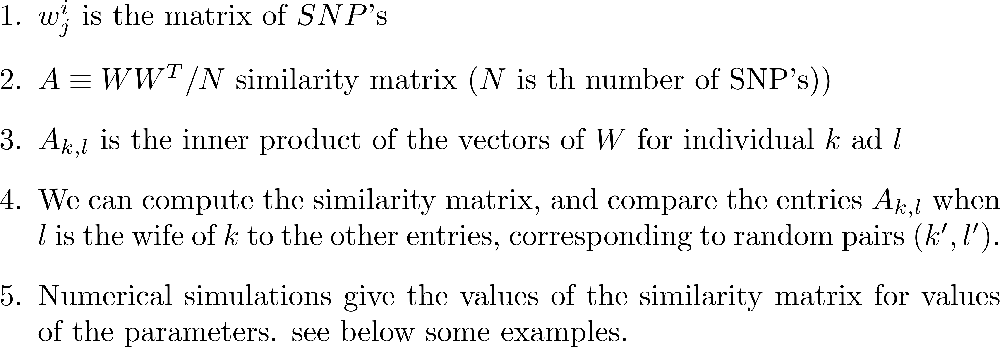 1. $w_j^i$ is the matrix of $SNP$'s
2. $A \equiv WW^T/N$ similarity matrix ($N$ is th number of SNP's))
3. $A_{k,l}$ is the inner product of the vectors of $W$ for individual $k$ ad $l$
4. We can compute the similarity matrix, and compare the entries $A_{k,l}$ when
$l$ is the wife of $k$ to the other entries, corresponding to random pairs $(k', l')$.
5. Numerical simulations give the values of the similarity matrix for values
of the parameters. see below some examples.